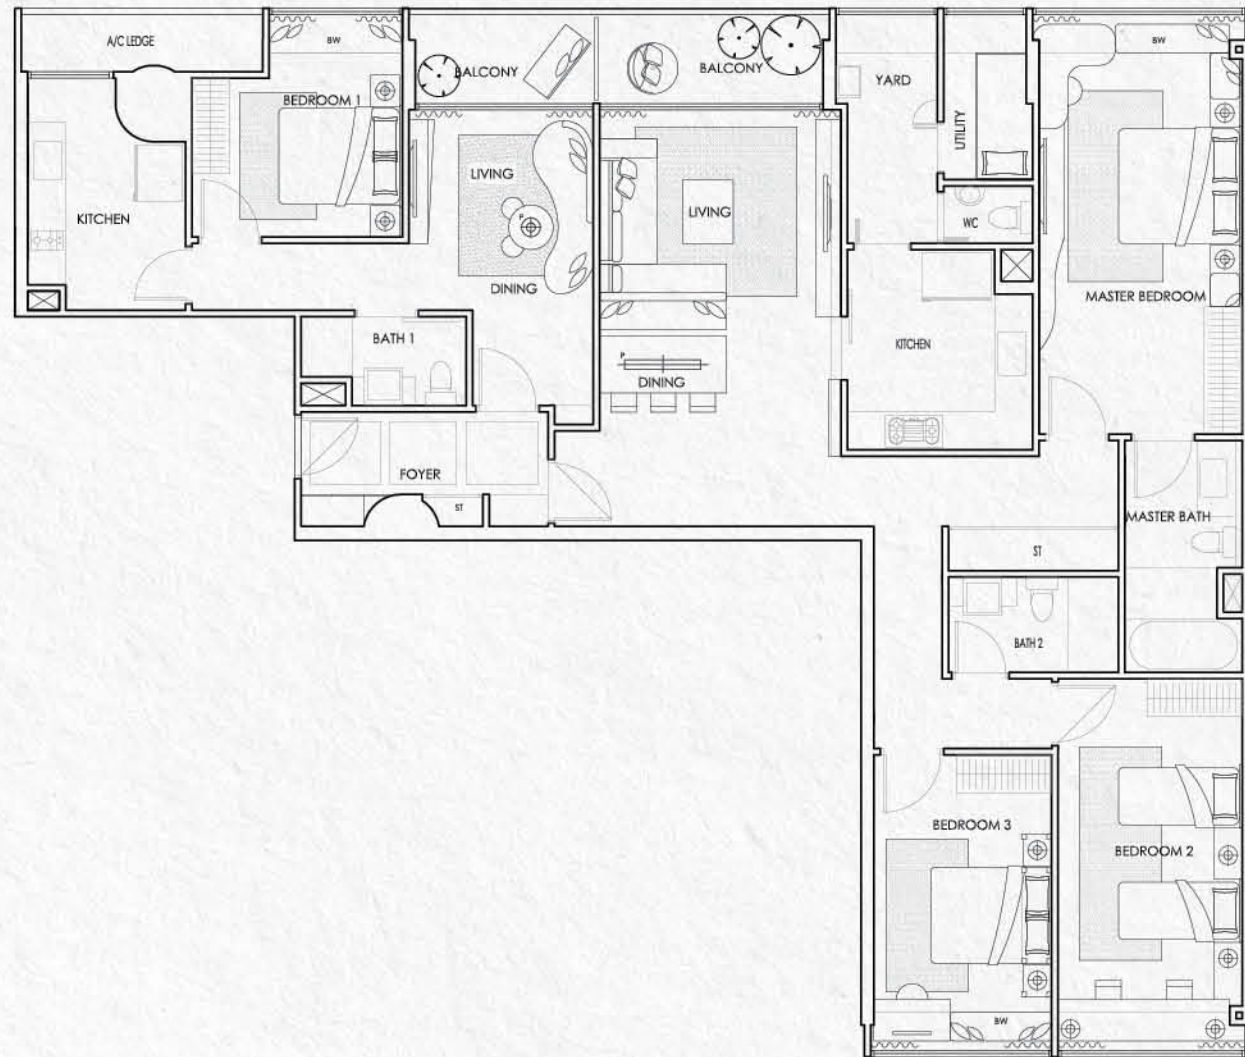 A/C LEDGE
BW
BEDROOM 1
BALCONY
BALCONY
YARD
UTILITY
BW
KITCHEN
LIVING
P
DINING
LIVING
WC
MASTER BEDROOM
BATH 1
KITCHEN
P
DINING
FOYER
ST
MASTER BATH
ST
BATH 2
BEDROOM 3
BEDROOM 2
BW